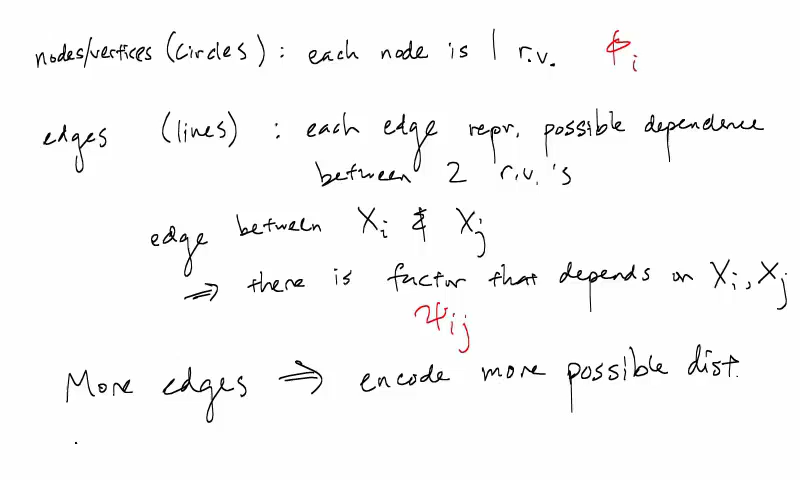 nodes/vertices (circles) : each node is 1 r.v. ϕi
edges (lines) : each edge repr. possible dependence
between 2 r.v.'s
edge between Xi & Xj
⇒ there is factor that depends on Xi, Xj
ψij
More edges ⇒ encode more possible dist.